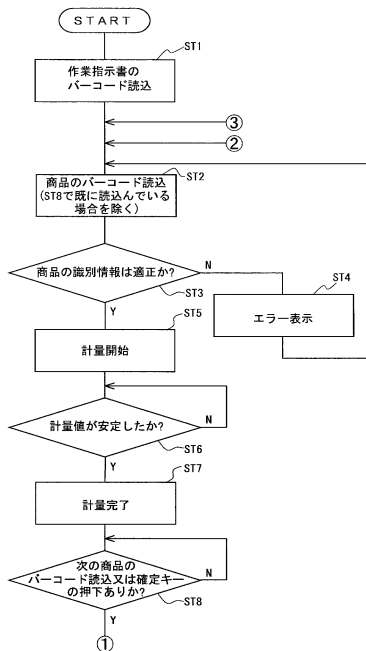 START
ST1
作業指示書の
バーコード読込
③
②
ST2
商品のバーコード読込
(ST8で既に読込んでいる
場合を除く)
商品の識別情報は適正か?
N
ST3
ST4
Y
エラー表示
ST5
計量開始
計量値が安定したか?
N
ST6
Y
ST7
計量完了
次の商品の
バーコード読込又は確定キー
の押下ありか?
N
ST8
Y
①